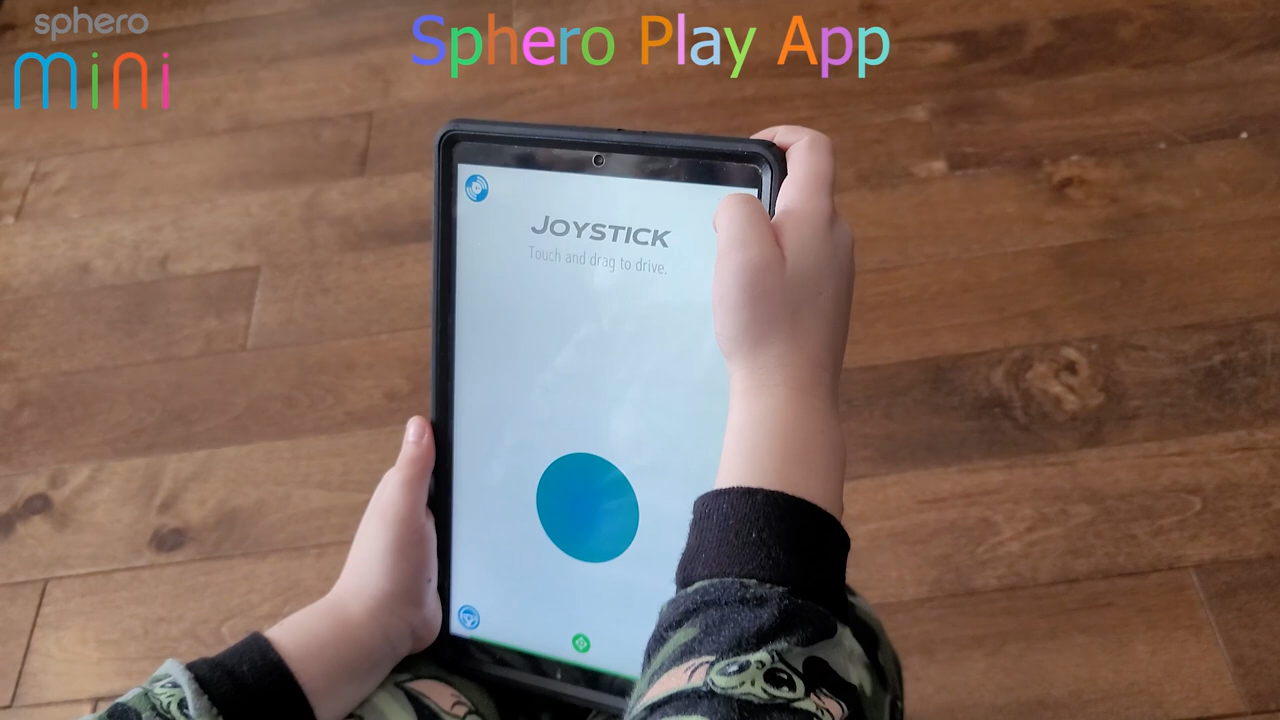 sphero
mini
Sphero Play App
JOYSTICK
Touch and drag to drive.